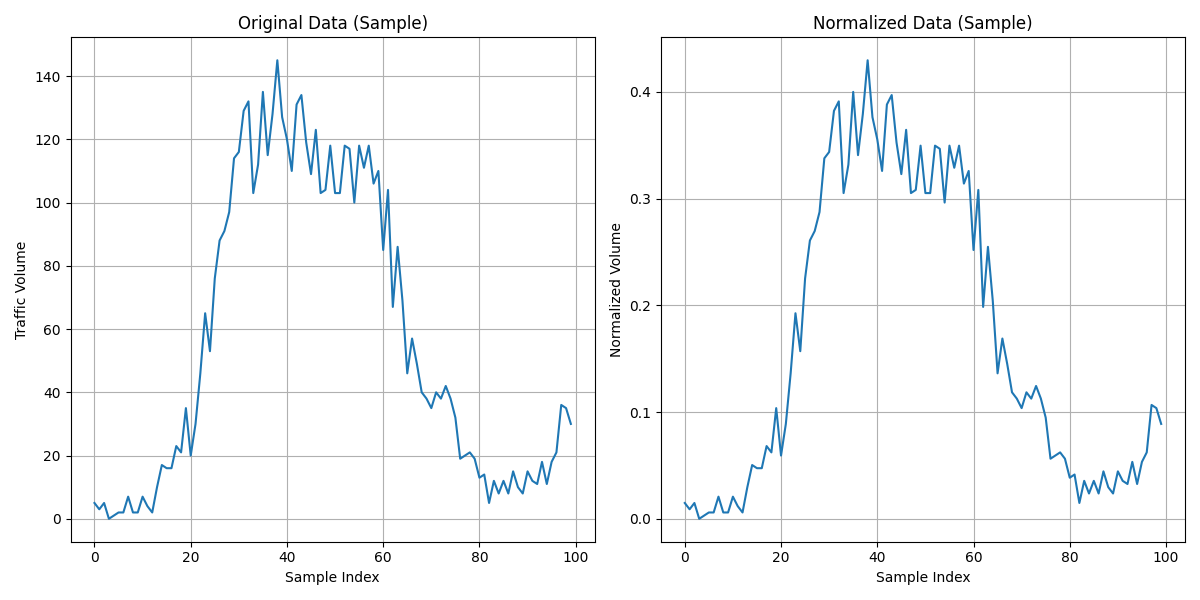 Original Data (Sample)
Traffic Volume
140
120
100
80
60
40
20
0
0 20 40 60 80 100
Sample Index
Normalized Data (Sample)
Normalized Volume
0.4
0.3
0.2
0.1
0.0
0 20 40 60 80 100
Sample Index